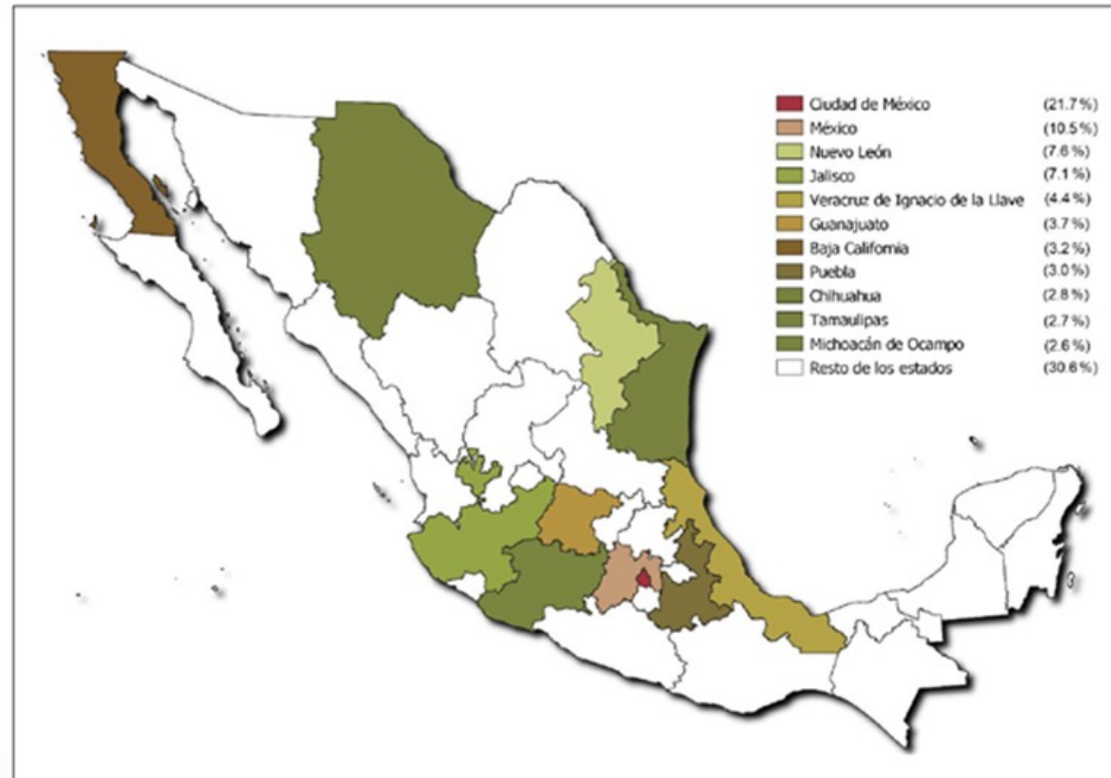 Ciudad de México (21.7%)
México (10.5%)
Nuevo León (7.6%)
Jalisco (7.1%)
Veracruz de Ignacio de la Llave (4.4%)
Guanajuato (3.7%)
Baja California (3.2%)
Puebla (3.0%)
Chihuahua (2.8%)
Tamaulipas (2.7%)
Michoacán de Ocampo (2.6%)
Resto de los estados (30.6%)